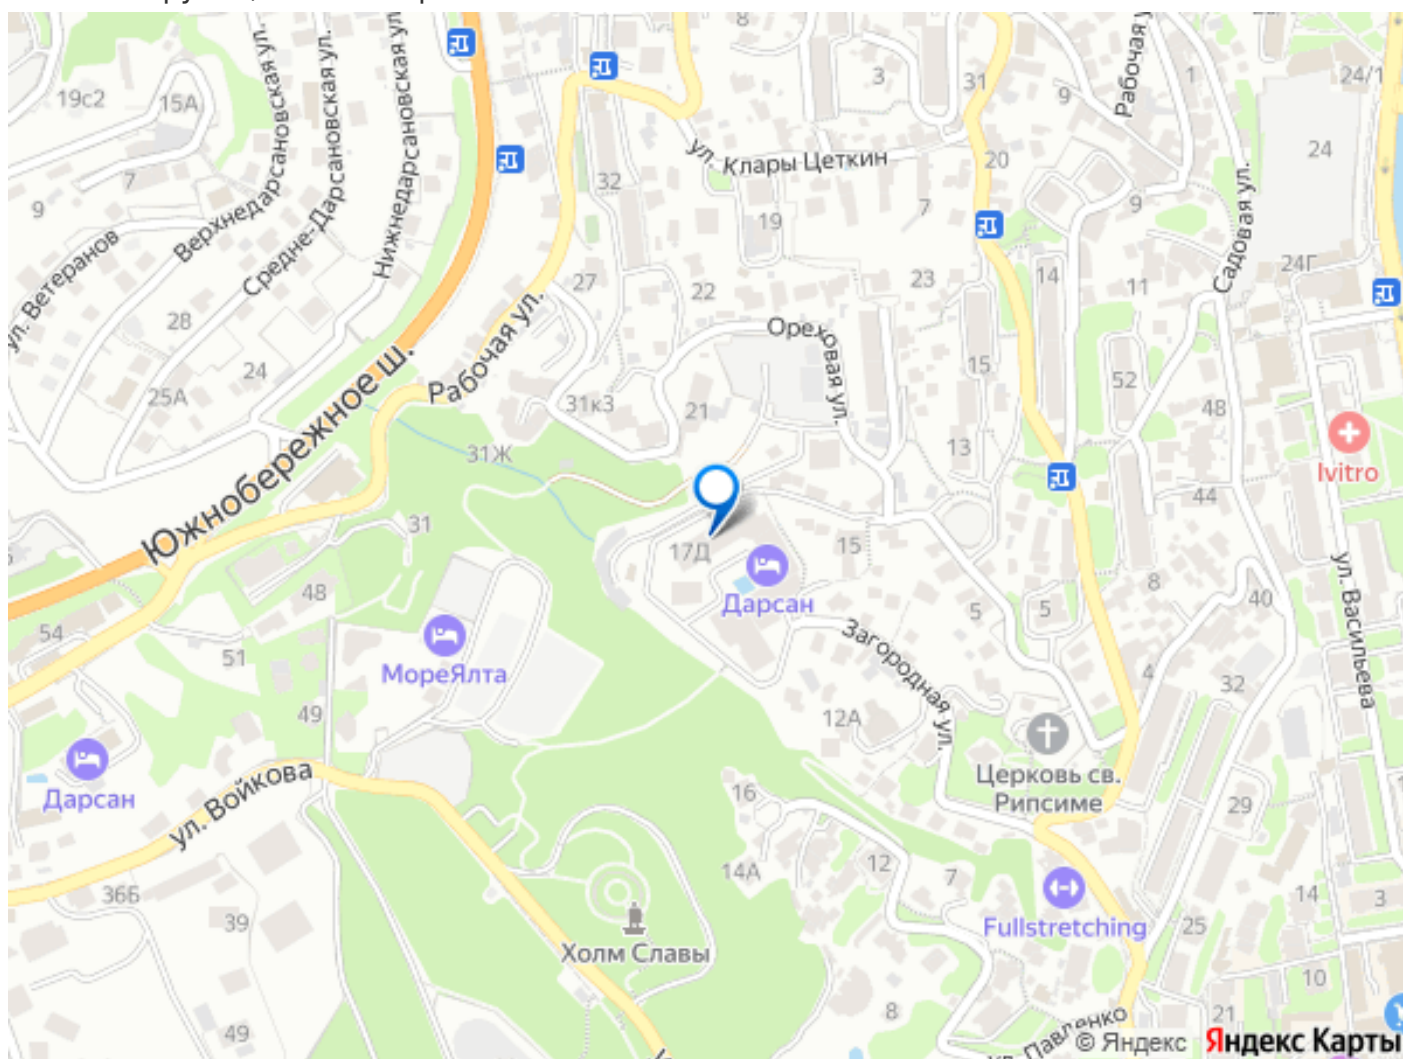 8
3
1
24/1
Рабочая у
Верхнедарсановская ул.
Средне-Дарсановская ул.
Нижнедарсановская ул
19с2
15А
31
9
20
24
7
9
32
ул. Клары Цеткин
19
7
9
Садовая ул.
24Г
ул. Ветеранов
28
27
22
23
14
11
Ореховая ул.
Рабочая ул.
Южнобережное ш.
24
25А
31к3
21
15
52
48
13
Ivitro
31Ж
44
31
17Д
15
Дарсан
5
5
8
40
ул. Васильева
48
54
51
МореЯлта
Загородная ул.
4
32
49
12А
Церковь св.
Рипсиме
Дарсан
ул. Войкова
16
29
14А
12
7
36Б
39
Fullstretching
14
3
25
Холм Славы
10
8
49
21
ул. Павленко
© Яндекс Яндекс Карты